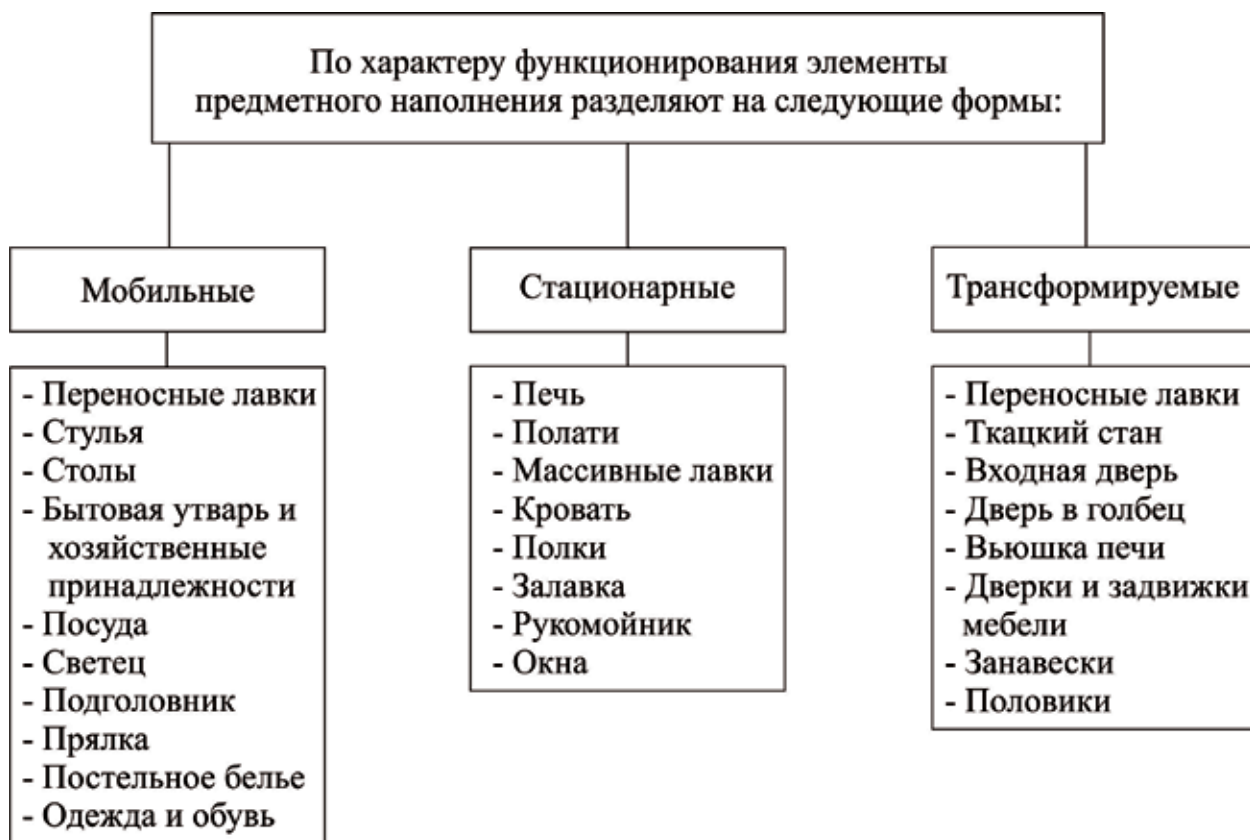 По характеру функционирования элементы
предметного наполнения разделяют на следующие формы:
Мобильные
- Переносные лавки
- Стулья
- Столы
- Бытовая утварь и
хозяйственные
принадлежности
- Посуда
- Светец
- Подголовник
- Прялка
- Постельное белье
- Одежда и обувь
Стационарные
- Печь
- Полати
- Массивные лавки
- Кровать
- Полки
- Залавка
- Рукомойник
- Окна
Трансформируемые
- Переносные лавки
- Ткацкий стан
- Входная дверь
- Дверь в голбец
- Вьюшка печи
- Дверки и задвижки
мебели
- Занавески
- Половики